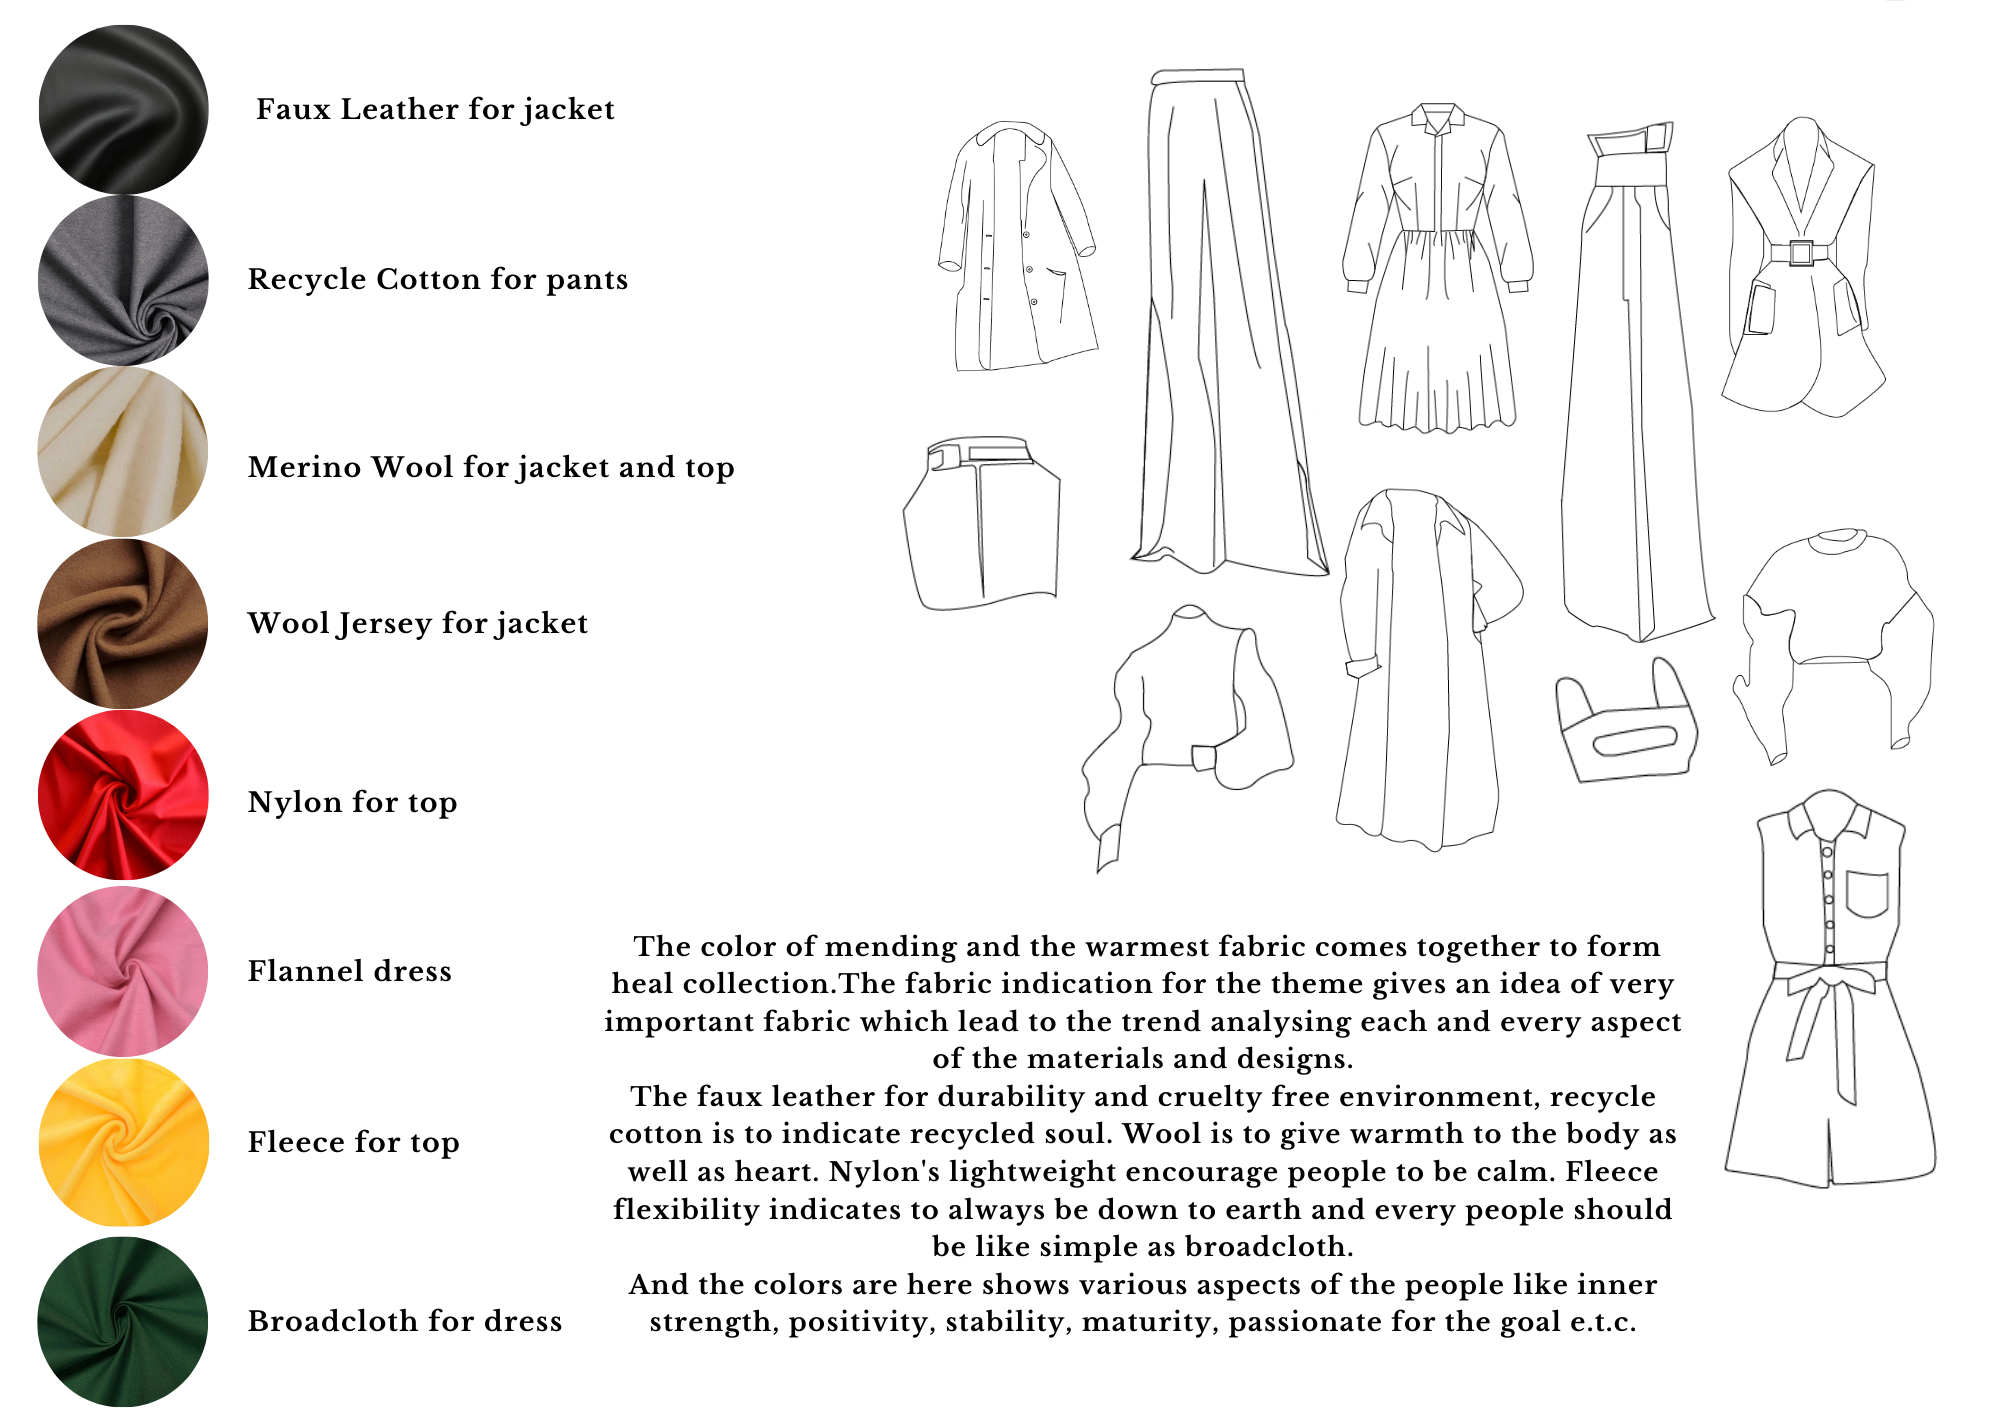 Faux Leather for jacket
Recycle Cotton for pants
Merino Wool for jacket and top
Wool Jersey for jacket
Nylon for top
Flannel dress
Fleece for top
Broadcloth for dress
The color of mending and the warmest fabric comes together to form
heal collection.The fabric indication for the theme gives an idea of very
important fabric which lead to the trend analysing each and every aspect
of the materials and designs.
The faux leather for durability and cruelty free environment, recycle
cotton is to indicate recycled soul. Wool is to give warmth to the body as
well as heart. Nylon's lightweight encourage people to be calm. Fleece
flexibility indicates to always be down to earth and every people should
be like simple as broadcloth.
And the colors are here shows various aspects of the people like inner
strength, positivity, stability, maturity, passionate for the goal e.t.c.